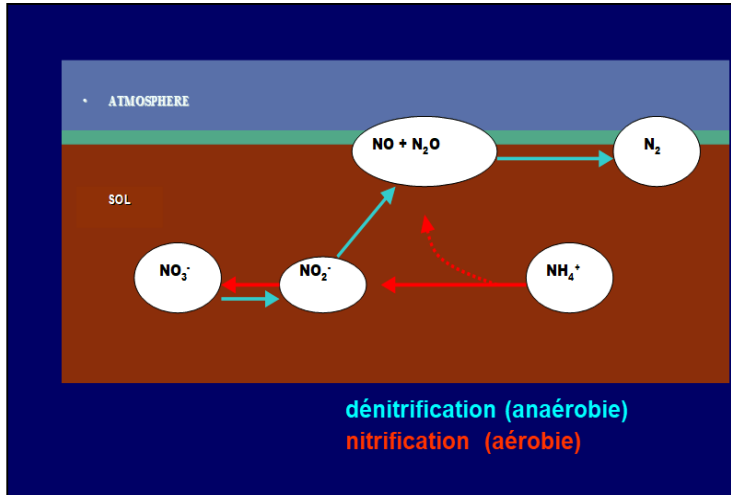 • ATMOSPHERE
NO + N₂O
N₂
SOL
NO₃⁻
NO₂⁻
NH₄⁺
dénitrification (anaérobie)
nitrification (aérobie)